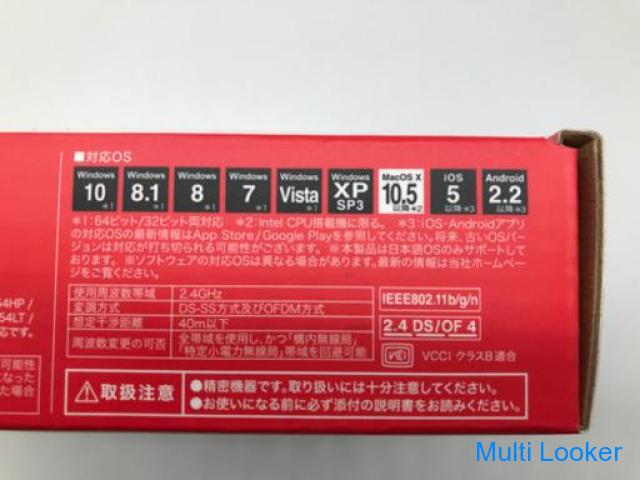 ■対応OS
Windows 10 *1
Windows 8.1 *1
Windows 8 *1
Windows 7 *1
Windows Vista *1
Windows XP SP3
MacOS X 10.5 以降*2
iOS 5 以降*3
Android 2.2 以降*3
*1:64ビット/32ビット両対応 *2:Intel CPU搭載機に限る。 *3:iOS・Androidアプリ
の対応OSの最新情報はApp Store/Google Playを参照してください。将来、古いOSバー
ジョンは対応が打ち切られる可能性がございます。 ※本製品は日本語OSのみサポートして
おります。 ※ソフトウェアの対応OSは異なる場合があります。最新の情報は当社ホームペー
ジをご覧ください。
使用周波数帯域 2.4GHz
変調方式 DS-SS方式及びOFDM方式
想定干渉距離 40m以下
周波数変更の可否 全帯域を使用し、かつ「構内無線局」
「特定小電力無線局」帯域を回避可能
IEEE802.11b/g/n
2.4 DS/OF 4
VCCI クラスB適合
54HP /
54LT /
応です。
可能性
になった
た場合
取扱注意
●精密機器です。取り扱いには十分注意してください。
●お使いになる前に必ず添付の説明書をお読みください。
Multi Looker